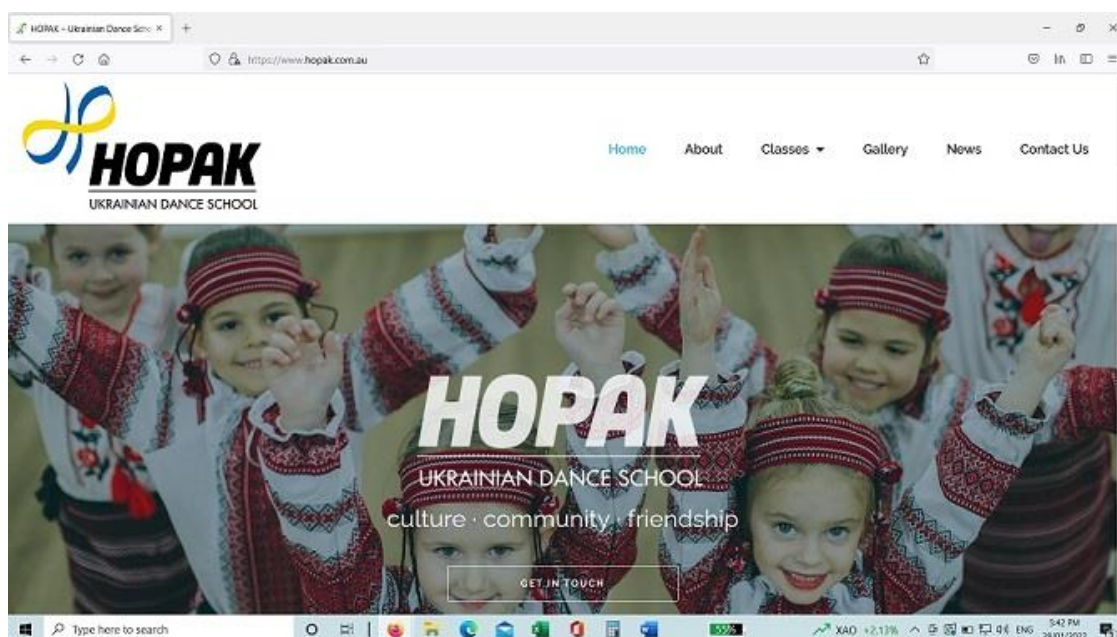 HOPAK – Ukrainian Dance Scho
https://www.hopak.com.au
HOPAK
UKRAINIAN DANCE SCHOOL
Home About Classes Gallery News Contact Us
HOPAK
UKRAINIAN DANCE SCHOOL
culture · community · friendship
GET IN TOUCH
Type here to search
55%
XAO +2.13%
ENG
5:42 PM